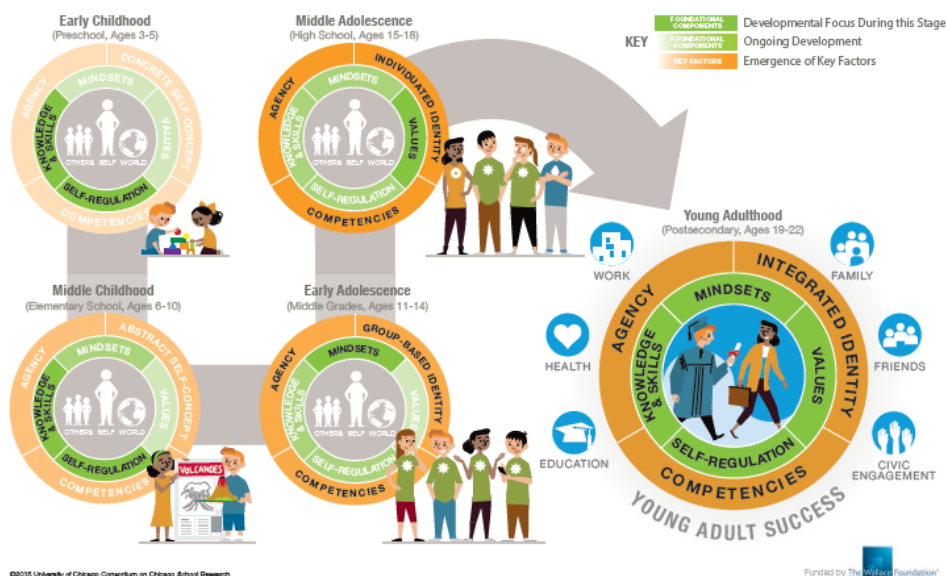 Early Childhood
(Preschool, Ages 3-5)
AGENCY
CONCRETE SELF-CONCEPT
COMPETENCIES
MINDSETS
VALUES
SELF-REGULATION
KNOWLEDGE
& SKILLS
OTHERS SELF WORLD
Middle Adolescence
(High School, Ages 15-18)
AGENCY
INDIVIDUATED IDENTITY
COMPETENCIES
MINDSETS
VALUES
SELF-REGULATION
KNOWLEDGE
& SKILLS
OTHERS SELF WORLD
KEY
FOUNDATIONAL
COMPONENTS
Developmental Focus During this Stage
FOUNDATIONAL
COMPONENTS
Ongoing Development
KEY FACTORS
Emergence of Key Factors
Middle Childhood
(Elementary School, Ages 6-10)
AGENCY
ABSTRACT SELF-CONCEPT
COMPETENCIES
MINDSETS
VALUES
SELF-REGULATION
KNOWLEDGE
& SKILLS
OTHERS SELF WORLD
VOLCANOES
Early Adolescence
(Middle Grades, Ages 11-14)
AGENCY
GROUP-BASED IDENTITY
COMPETENCIES
MINDSETS
VALUES
SELF-REGULATION
KNOWLEDGE
& SKILLS
OTHERS SELF WORLD
Young Adulthood
(Postsecondary, Ages 19-22)
AGENCY
INTEGRATED IDENTITY
COMPETENCIES
MINDSETS
VALUES
SELF-REGULATION
KNOWLEDGE
& SKILLS
WORK
HEALTH
EDUCATION
FAMILY
FRIENDS
CIVIC
ENGAGEMENT
YOUNG ADULT SUCCESS
©2015 University of Chicago Consortium on Chicago School Research
Funded by The Wallace Foundation®